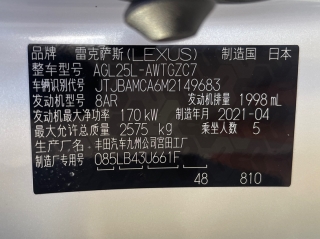 品牌 雷克萨斯(LEXUS) 制造国 日本
整车型号 AGL25L-AWTGZC7
车辆识别代号 JTJBAMCA6M2149683
发动机型号 8AR 发动机排量 1998 mL
发动机最大净功率 170 kW 制造年月 2021-04
最大允许总质量 2575 kg 乘坐人数 5
生产厂名: 丰田汽车九州公司宫田工厂
制造厂专用号 085LB43U661F
48 810